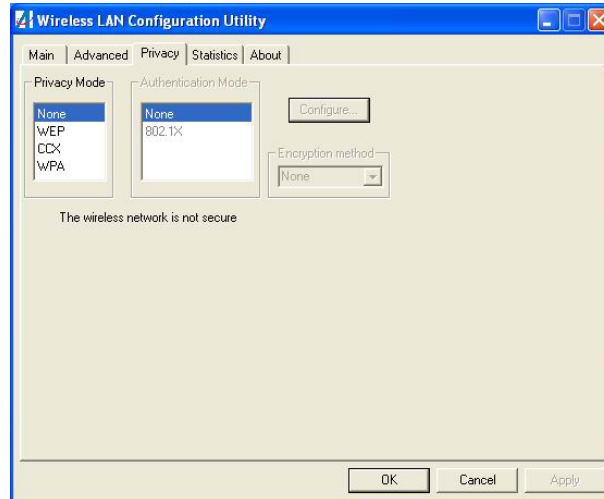 Wireless LAN Configuration Utility
Main Advanced Privacy Statistics About
Privacy Mode
None
WEP
CCX
WPA
Authentication Mode
None
802.1X
Configure...
Encryption method
None
The wireless network is not secure
OK Cancel Apply